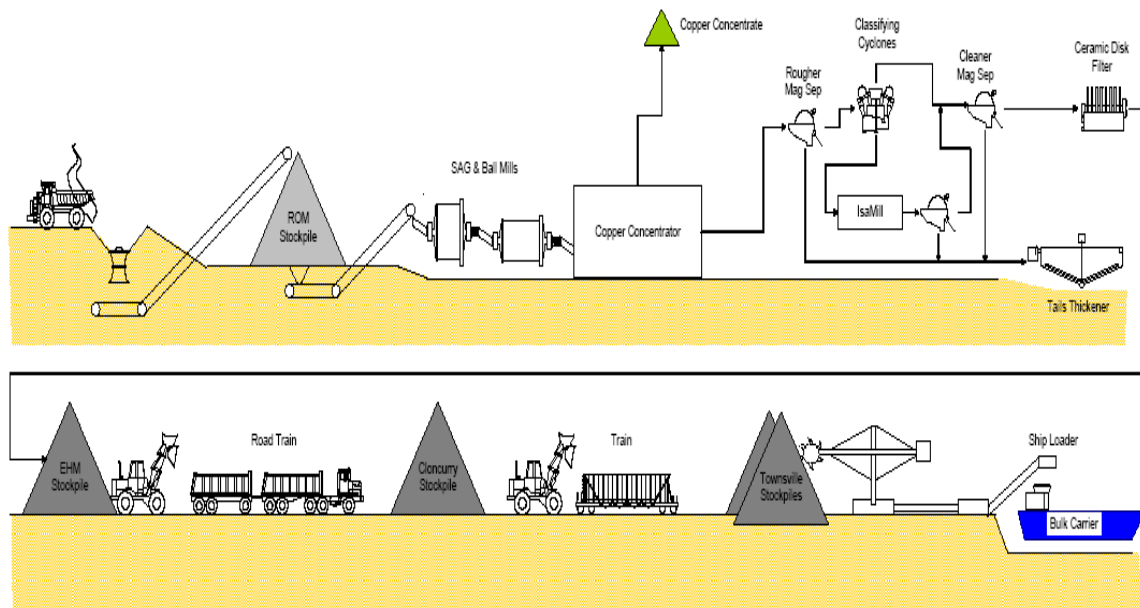 Copper Concentrate
Classifying
Cyclones
Rougher
Mag Sep
Cleaner
Mag Sep
Ceramic Disk
Filter
SAG & Ball Mills
ROM
Stockpile
Copper Concentrator
IsaMill
Tails Thickener
EHM
Stockpile
Road Train
Cloncurry
Stockpile
Train
Townsville
Stockpiles
Ship Loader
Bulk Carrier